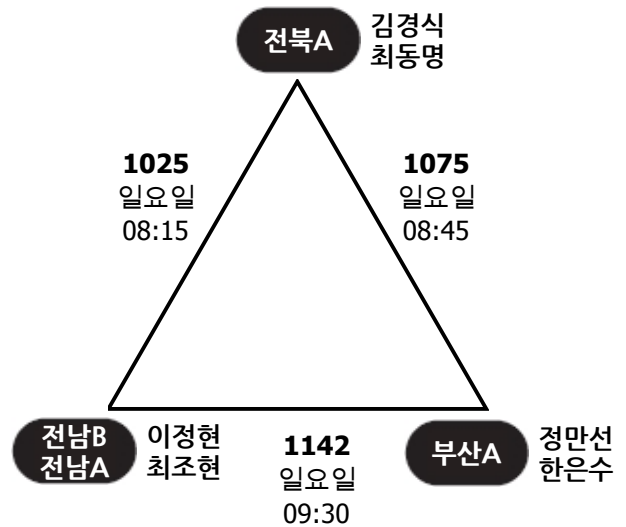 전북A
김경식
최동명
1025
일요일
08:15
1075
일요일
08:45
전남B
전남A
이정현
최조현
1142
일요일
09:30
부산A
정만선
한은수